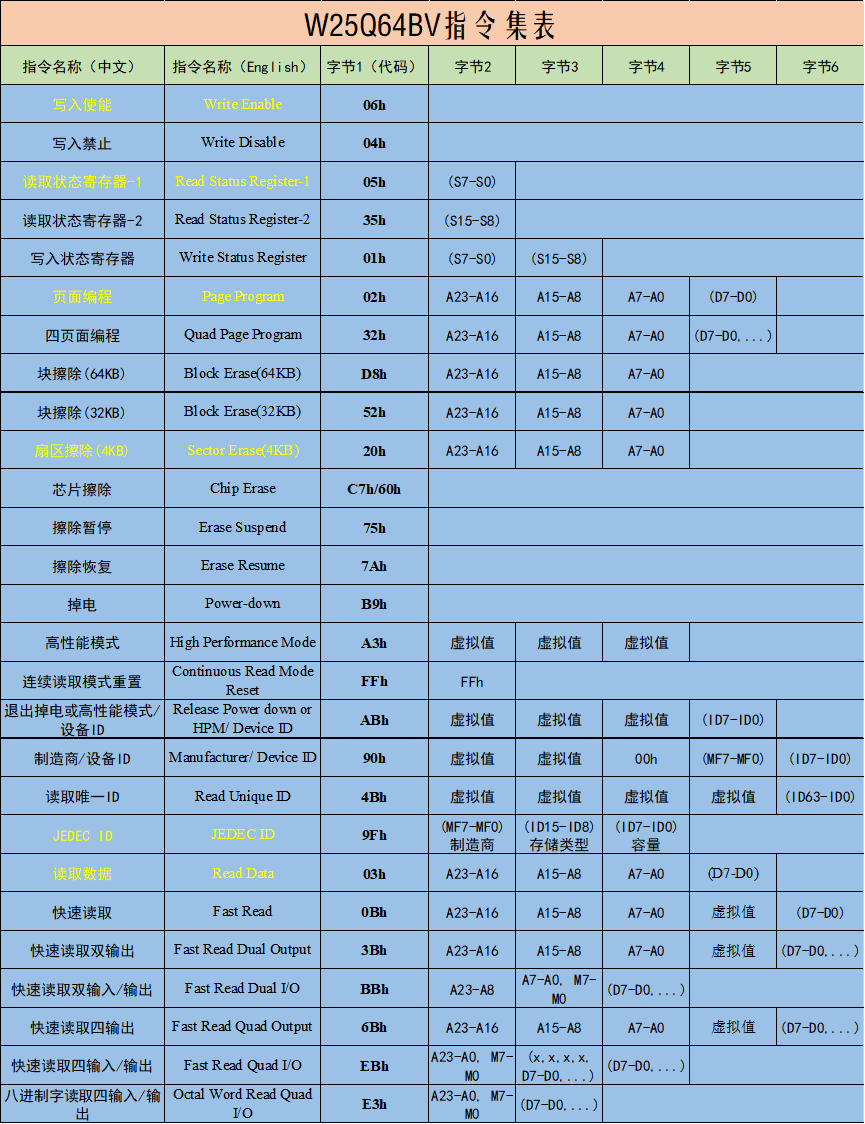 W25Q64BV指令集表
指令名称（中文） 指令名称（English） 字节1（代码） 字节2 字节3 字节4 字节5 字节6
写入使能 Write Enable 06h
写入禁止 Write Disable 04h
读取状态寄存器-1 Read Status Register-1 05h (S7-S0)
读取状态寄存器-2 Read Status Register-2 35h (S15-S8)
写入状态寄存器 Write Status Register 01h (S7-S0) (S15-S8)
页面编程 Page Program 02h A23-A16 A15-A8 A7-A0 (D7-D0)
四页面编程 Quad Page Program 32h A23-A16 A15-A8 A7-A0 (D7-D0,...)
块擦除(64KB) Block Erase(64KB) D8h A23-A16 A15-A8 A7-A0
块擦除(32KB) Block Erase(32KB) 52h A23-A16 A15-A8 A7-A0
扇区擦除(4KB) Sector Erase(4KB) 20h A23-A16 A15-A8 A7-A0
芯片擦除 Chip Erase C7h/60h
擦除暂停 Erase Suspend 75h
擦除恢复 Erase Resume 7Ah
掉电 Power-down B9h
高性能模式 High Performance Mode A3h 虚拟值 虚拟值 虚拟值
连续读取模式重置 Continuous Read Mode Reset FFh FFh
退出掉电或高性能模式/设备ID Release Power down or HPM/ Device ID ABh 虚拟值 虚拟值 虚拟值 (ID7-ID0)
制造商/设备ID Manufacturer/ Device ID 90h 虚拟值 虚拟值 00h (MF7-MF0) (ID7-ID0)
读取唯一ID Read Unique ID 4Bh 虚拟值 虚拟值 虚拟值 虚拟值 (ID63-ID0)
JEDEC ID JEDEC ID 9Fh (MF7-MF0)制造商 (ID15-ID8)存储类型 (ID7-ID0)容量
读取数据 Read Data 03h A23-A16 A15-A8 A7-A0 (D7-D0)
快速读取 Fast Read 0Bh A23-A16 A15-A8 A7-A0 虚拟值 (D7-D0)
快速读取双输出 Fast Read Dual Output 3Bh A23-A16 A15-A8 A7-A0 虚拟值 (D7-D0,...)
快速读取双输入/输出 Fast Read Dual I/O BBh A23-A8 A7-A0, M7-M0 (D7-D0,...)
快速读取四输出 Fast Read Quad Output 6Bh A23-A16 A15-A8 A7-A0 虚拟值 (D7-D0,...)
快速读取四输入/输出 Fast Read Quad I/O EBh A23-A0, M7-M0 (x,x,x,x, D7-D0,...) (D7-D0,...)
八进制字读取四输入/输出 Octal Word Read Quad I/O E3h A23-A0, M7-M0 (D7-D0,...)